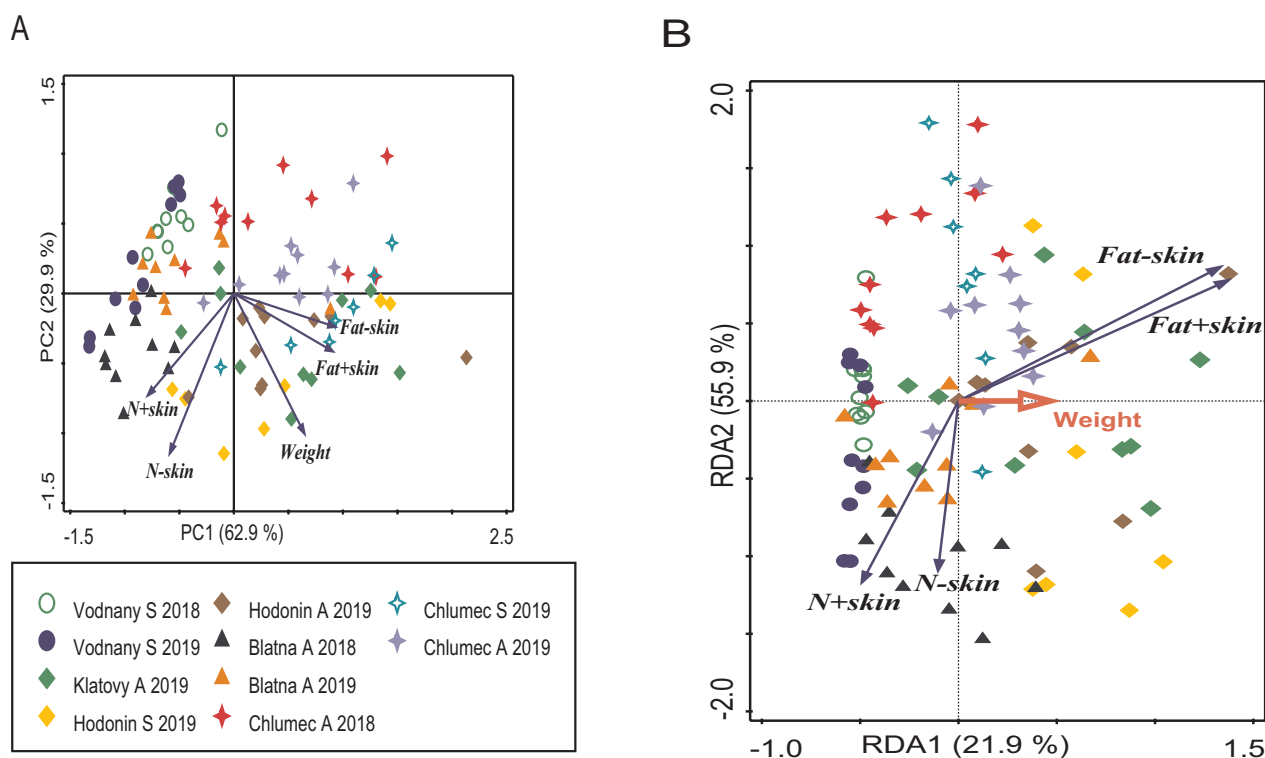 A
1.5
PC2 (29.9 %)
-1.5
Fat-skin
Fat+skin
N+skin
N-skin
Weight
-1.5
PC1 (62.9 %)
2.5
Vodnany S 2018
Vodnany S 2019
Klatovy A 2019
Hodonin S 2019
Hodonin A 2019
Blatna A 2018
Blatna A 2019
Chlumec A 2018
Chlumec S 2019
Chlumec A 2019
B
2.0
RDA2 (55.9 %)
-2.0
Fat-skin
Fat+skin
Weight
N+skin
N-skin
-1.0
RDA1 (21.9 %)
1.5